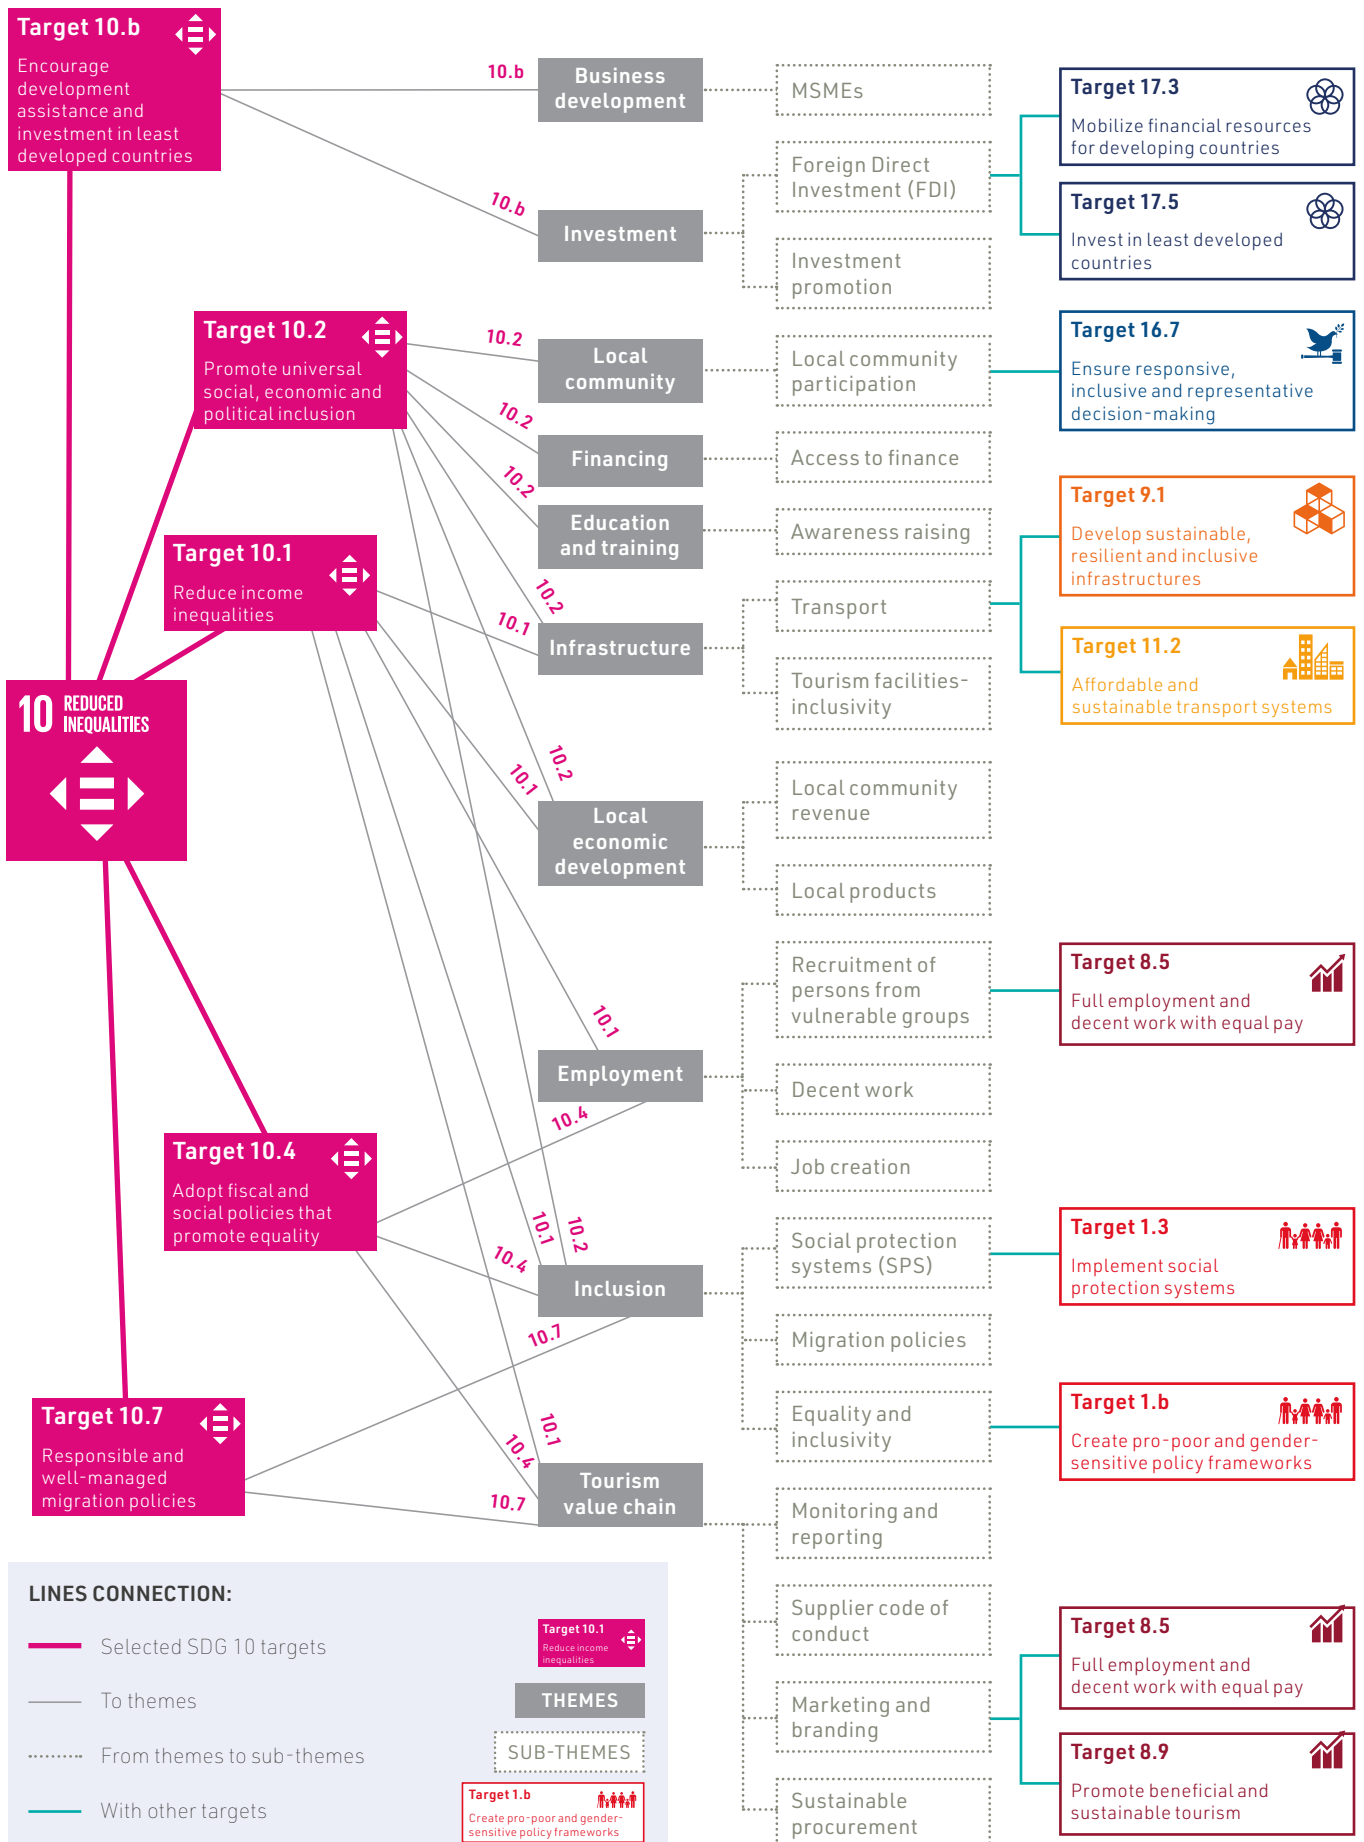 Target 10.b
Encourage
development
assistance and
investment in least
developed countries
10.b
Business
development
MSMEs
Target 17.3
Mobilize financial resources
for developing countries
10.b
Investment
Foreign Direct
Investment (FDI)
Investment
promotion
Target 17.5
Invest in least developed
countries
Target 10.2
Promote universal
social, economic and
political inclusion
10.2
Local
community
Local community
participation
Target 16.7
Ensure responsive,
inclusive and representative
decision-making
10.2
Financing
Access to finance
10.2
Education
and training
Awareness raising
Target 9.1
Develop sustainable,
resilient and inclusive
infrastructures
Target 10.1
Reduce income
inequalities
10.2
10.1
Infrastructure
Transport
Tourism facilities-
inclusivity
Target 11.2
Affordable and
sustainable transport systems
10 REDUCED
INEQUALITIES
10.2
10.1
Local
economic
development
Local community
revenue
Local products
10.1
Employment
10.4
Recruitment of
persons from
vulnerable groups
Decent work
Job creation
Target 8.5
Full employment and
decent work with equal pay
Target 10.4
Adopt fiscal and
social policies that
promote equality
10.1
10.2
10.4
Inclusion
10.7
Social protection
systems (SPS)
Migration policies
Equality and
inclusivity
Target 1.3
Implement social
protection systems
Target 1.b
Create pro-poor and gender-
sensitive policy frameworks
Target 10.7
Responsible and
well-managed
migration policies
10.1
10.4
10.7
Tourism
value chain
Monitoring and
reporting
Supplier code of
conduct
Marketing and
branding
Sustainable
procurement
Target 8.5
Full employment and
decent work with equal pay
Target 8.9
Promote beneficial and
sustainable tourism
LINES CONNECTION:
Selected SDG 10 targets
Target 10.1
Reduce income
inequalities
To themes
THEMES
From themes to sub-themes
SUB-THEMES
With other targets
Target 1.b
Create pro-poor and gender-
sensitive policy frameworks